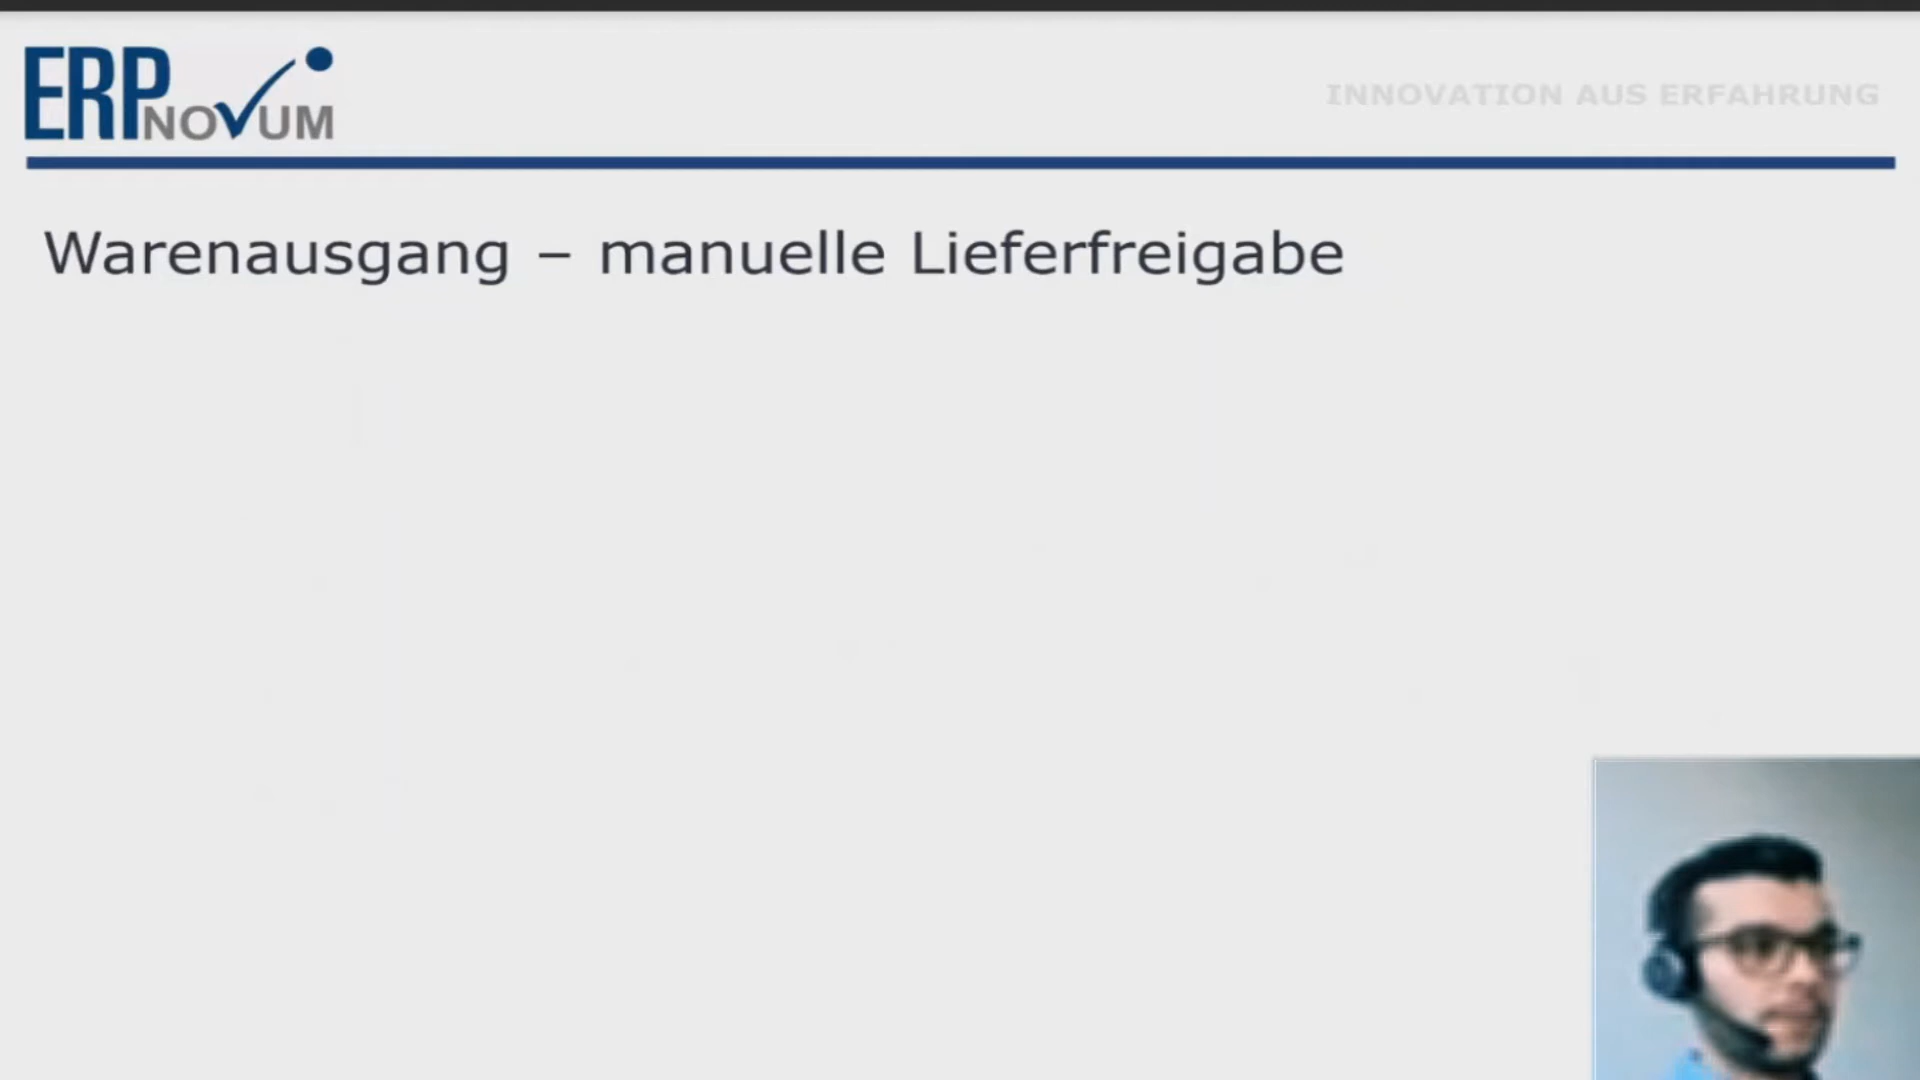 ERP NOVUM
INNOVATION AUS ERFAHRUNG
Warenausgang – manuelle Lieferfreigabe